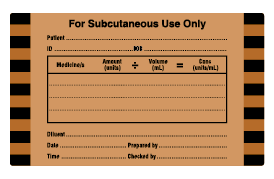 For Subcutaneous Use Only
Patient
ID DOB
Medicine/s Amount (units) ÷ Volume (mL) = Conc (units/mL)
Diluent
Date Prepared by
Time Checked by